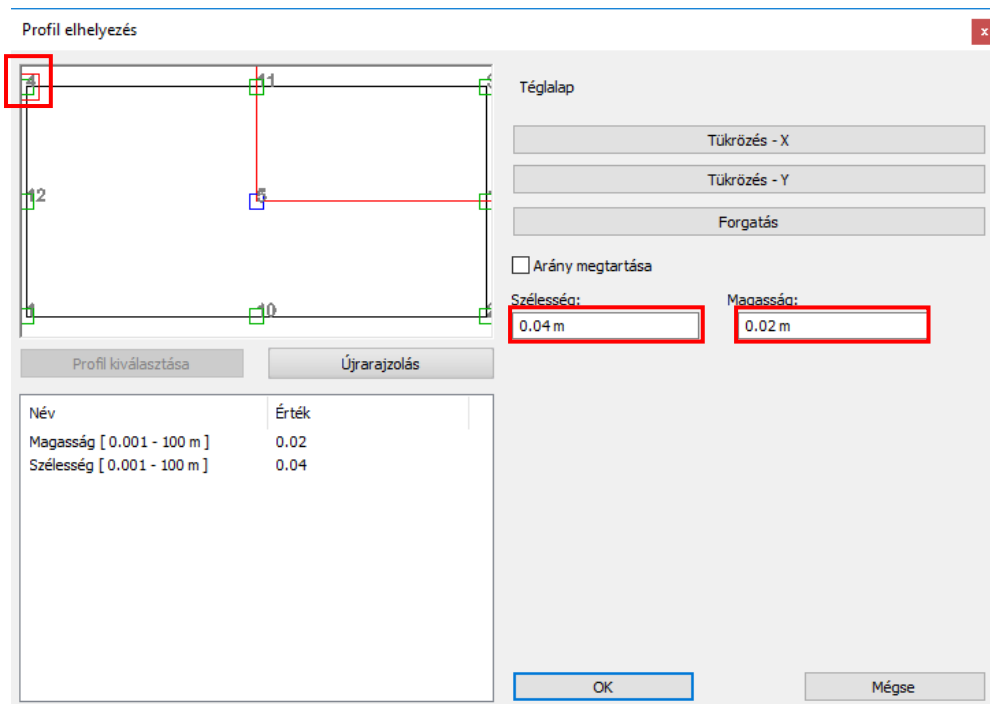 Profil elhelyezés
x
4
11
12
5
10
Téglalap
Tükrözés - X
Tükrözés - Y
Forgatás
Arány megtartása
Szélesség: Magasság:
0.04 m 0.02 m
Profil kiválasztása Újrarajzolás
Név Érték
Magasság [ 0.001 - 100 m ] 0.02
Szélesség [ 0.001 - 100 m ] 0.04
OK Mégse